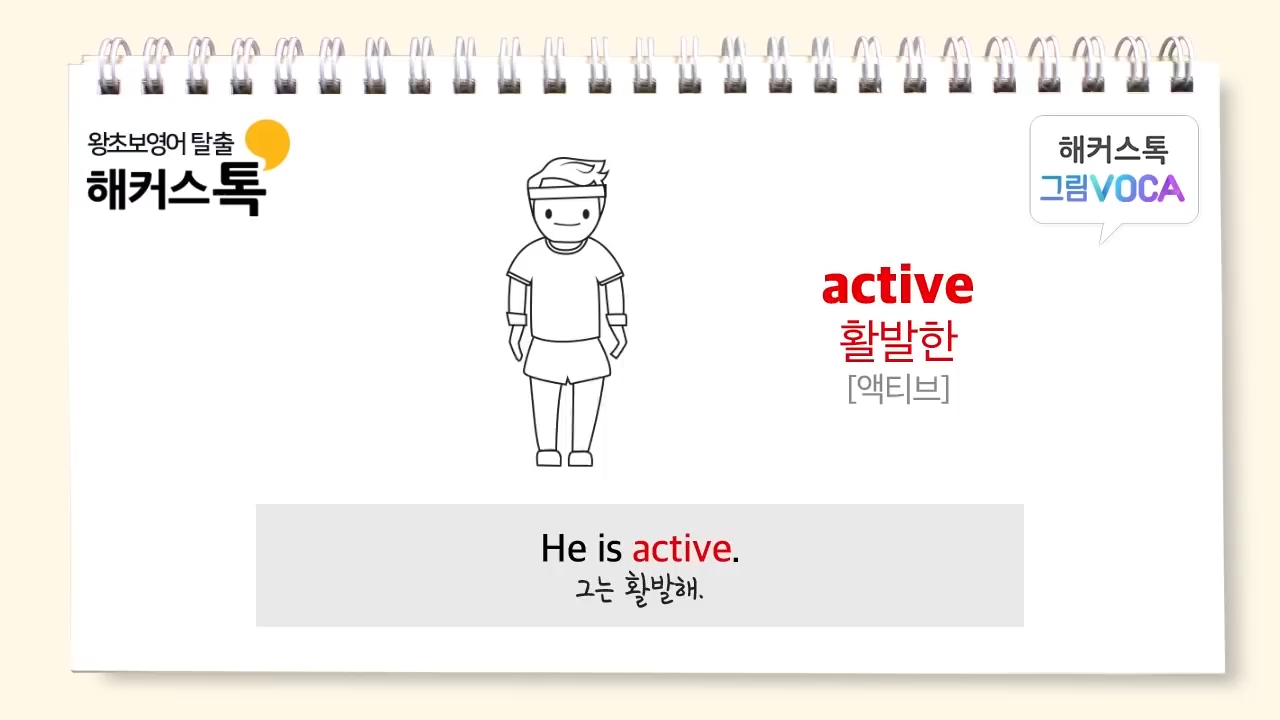 왕초보영어 탈출
해커스톡
해커스톡
그림VOCA
active
활발한
[액티브]
He is active.
그는 활발해.